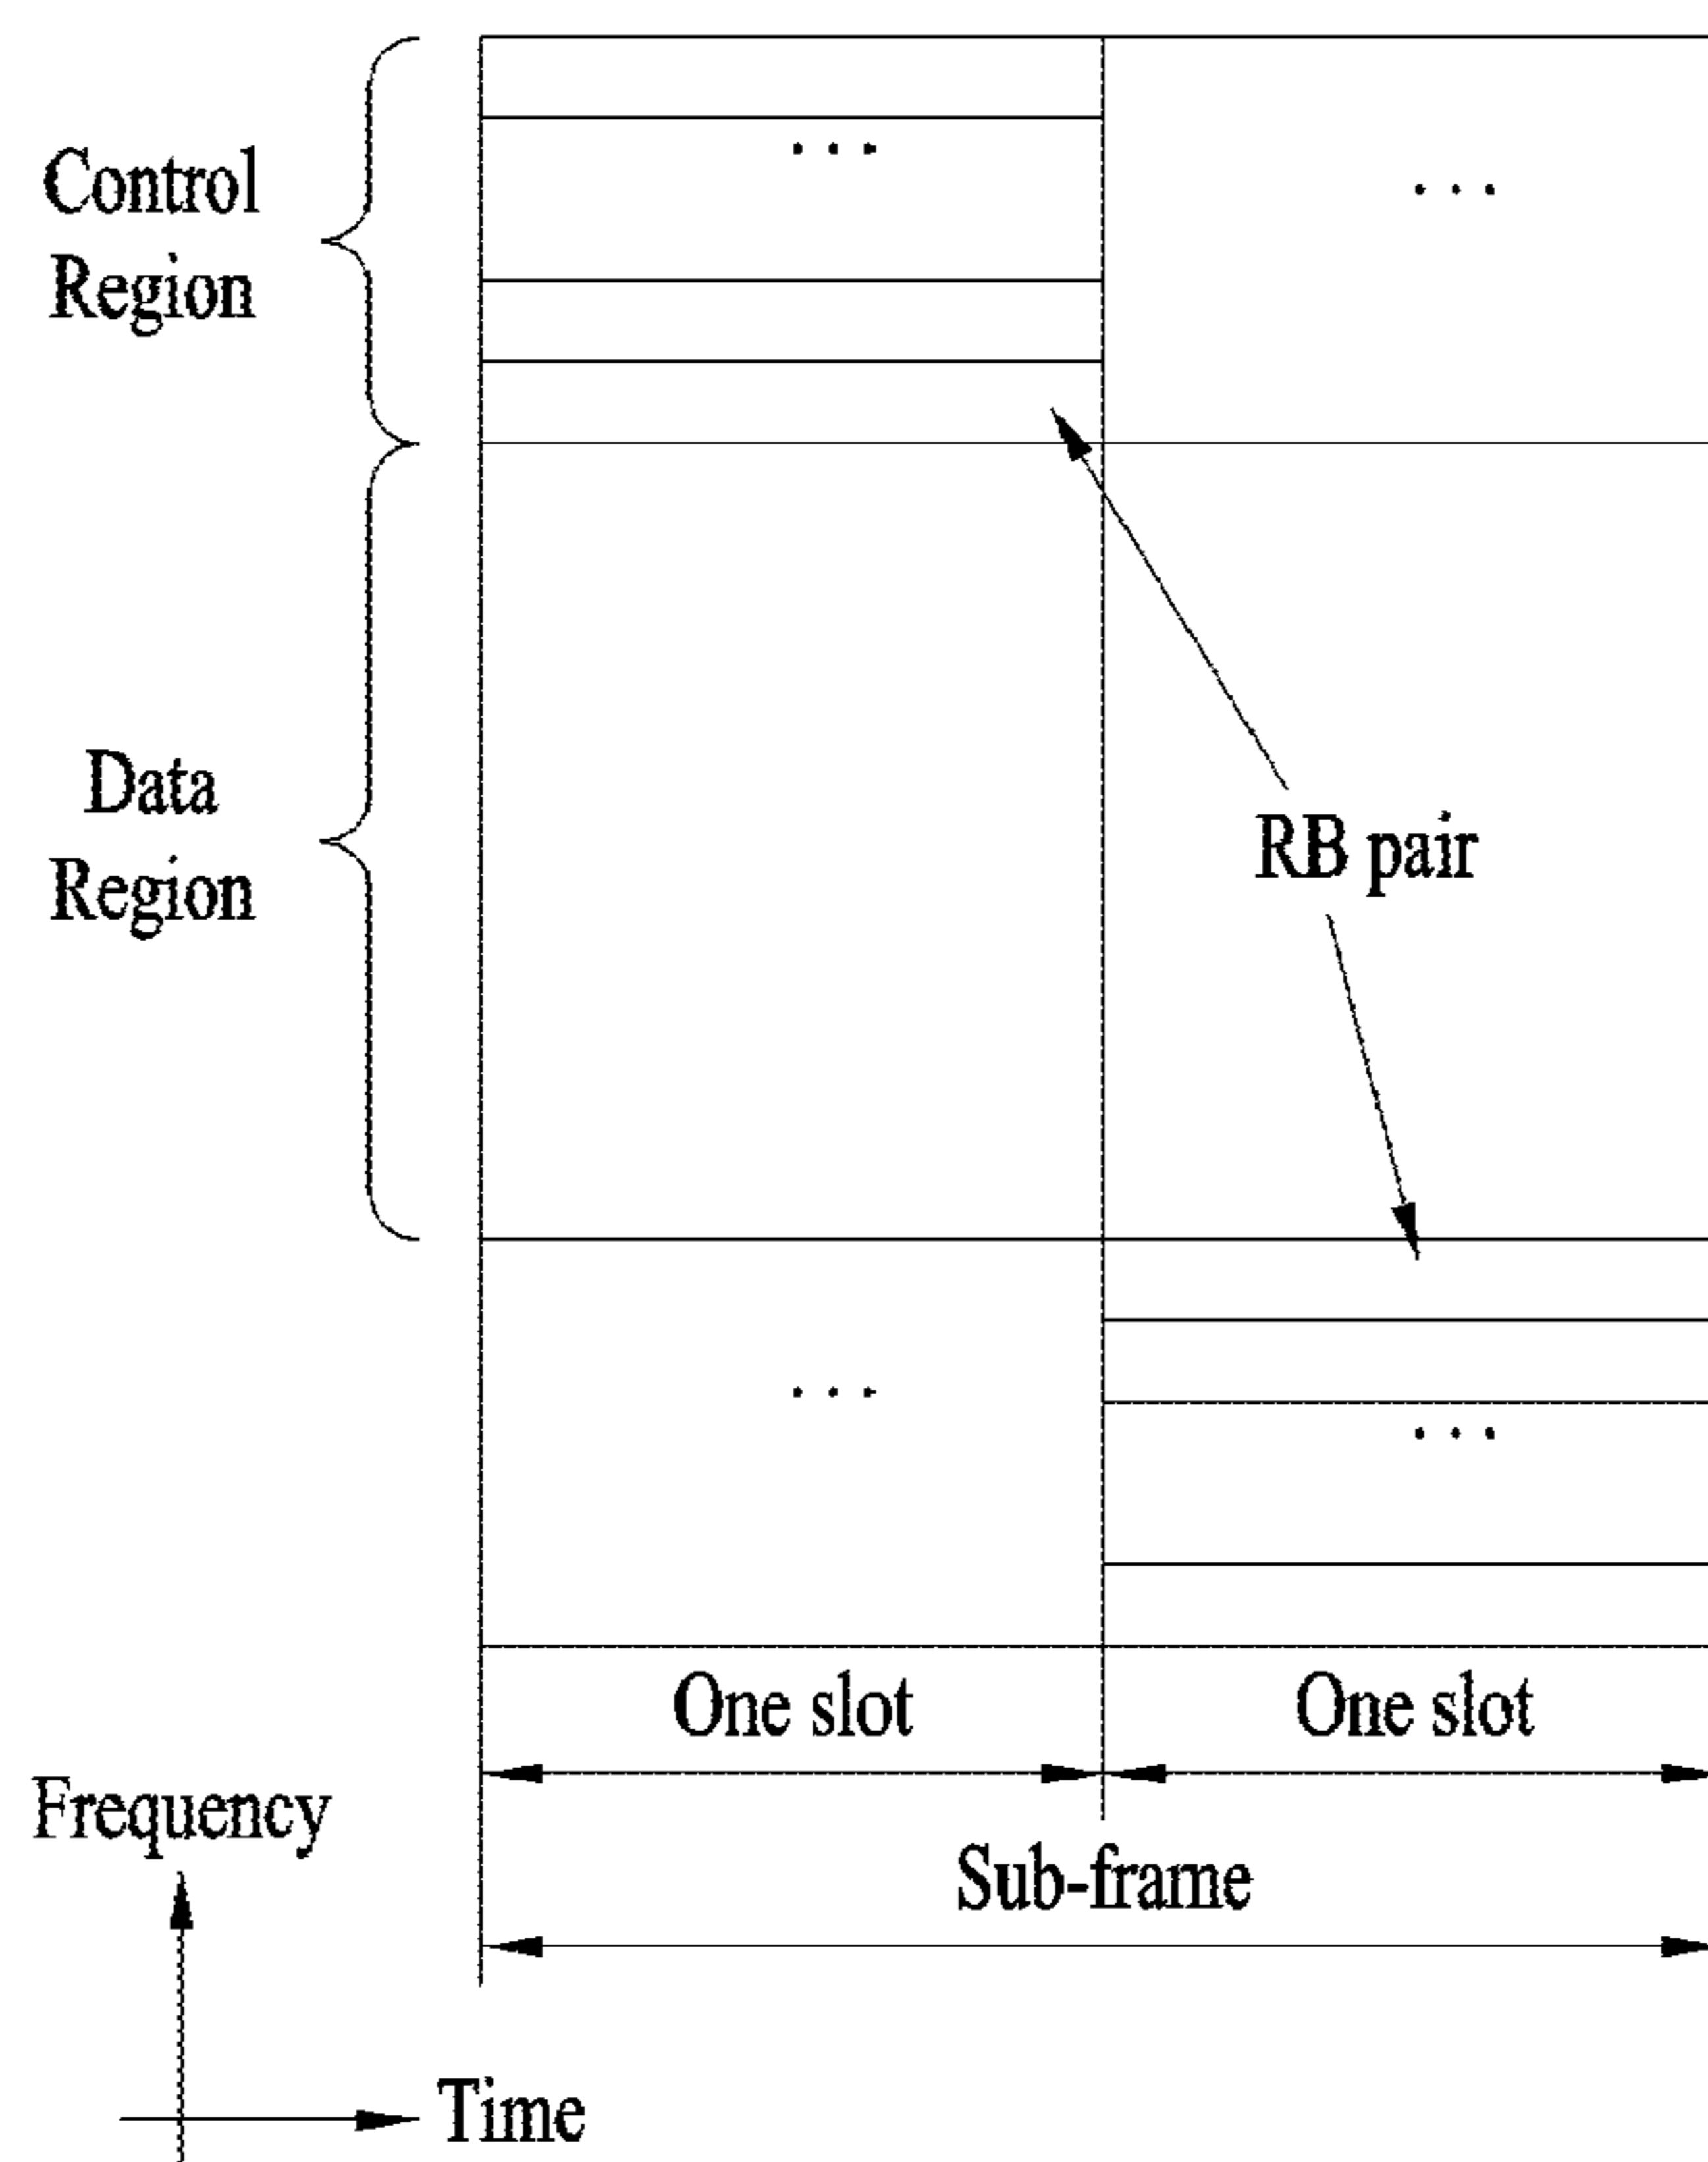 Control
Region
Data
Region
RB pair
One slot
One slot
Sub-frame
Frequency
Time